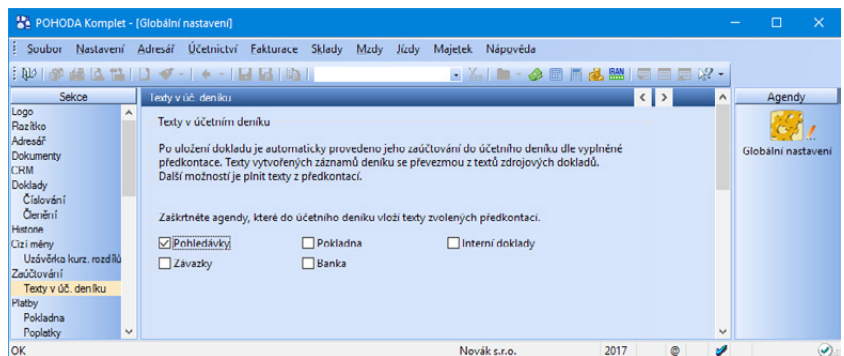 POHODA Komplet - [Globální nastavení]
Soubor Nastavení Adresář Účetnictví Fakturace Sklady Mzdy Jízdy Majetek Nápověda
IBAN
Sekce
Logo
Razítko
Adresář
Dokumenty
CRM
Doklady
Číslování
Členění
Historie
Cizí měny
Uzávěrka kurz. rozdílů
Zaúčtování
Texty v úč. deníku
Platby
Pokladna
Poplatky
Texty v úč. deníku
Texty v účetním deníku
Po uložení dokladu je automaticky provedeno jeho zaúčtování do účetního deníku dle vyplněné
předkontace. Texty vytvořených záznamů deníku se převezmou z textů zdrojových dokladů.
Další možností je plnit texty z předkontací.
Zaškrtněte agendy, které do účetního deníku vloží texty zvolených předkontací.
Pohledávky Pokladna Interní doklady
Závazky Banka
Agendy
Globální nastavení
OK Novák s.r.o. 2017 @